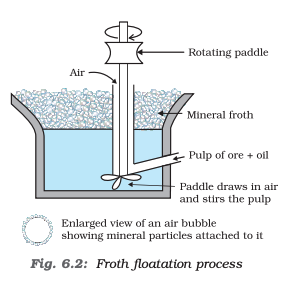 Rotating paddle
Air
Mineral froth
Pulp of ore + oil
Paddle draws in air
and stirs the pulp
Enlarged view of an air bubble
showing mineral particles attached to it
Fig. 6.2: Froth floatation process